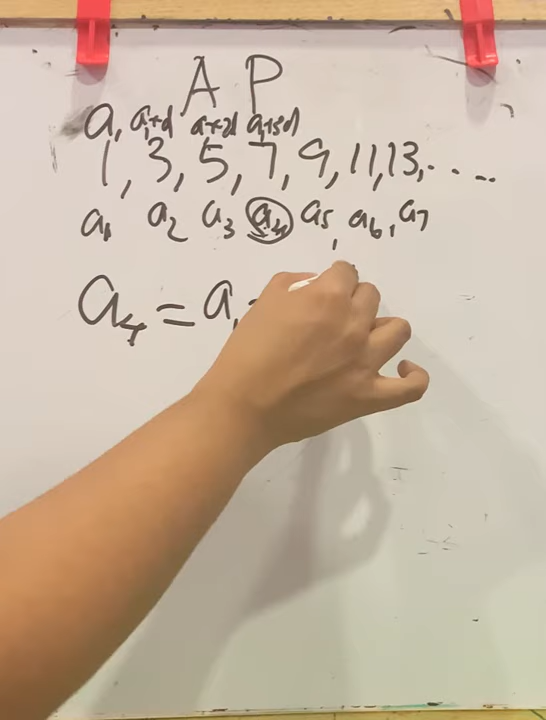 A P
a, a+d a+2d a+3d
1, 3, 5, 7, 9, 11, 13, . . ..
a1 a2 a3 a4 a5, a6, a7
a4 = a1